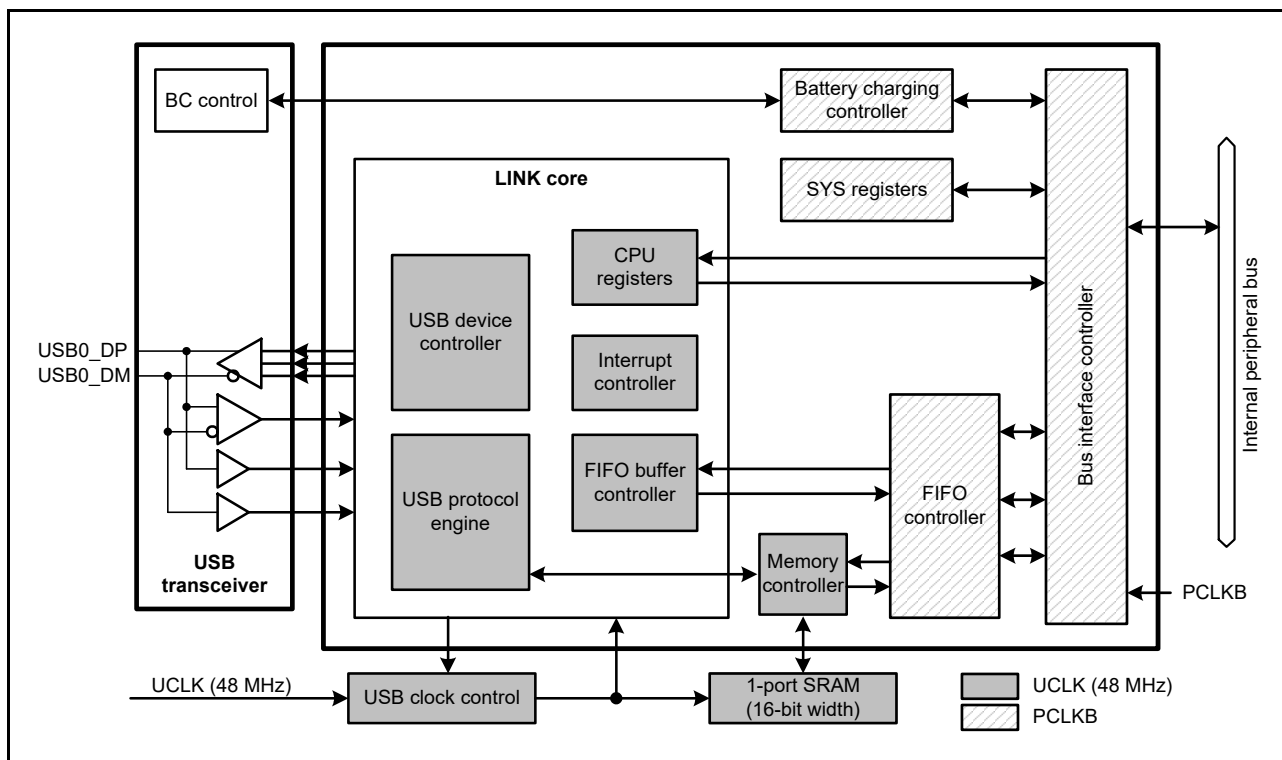 BC control
Battery charging
controller
LINK core
SYS registers
CPU
registers
USB device
controller
Interrupt
controller
USB0_DP
USB0_DM
FIFO buffer
controller
USB protocol
engine
FIFO
controller
Memory
controller
Bus interface controller
Internal peripheral bus
USB
transceiver
PCLKB
UCLK (48 MHz)
USB clock control
1-port SRAM
(16-bit width)
UCLK (48 MHz)
PCLKB